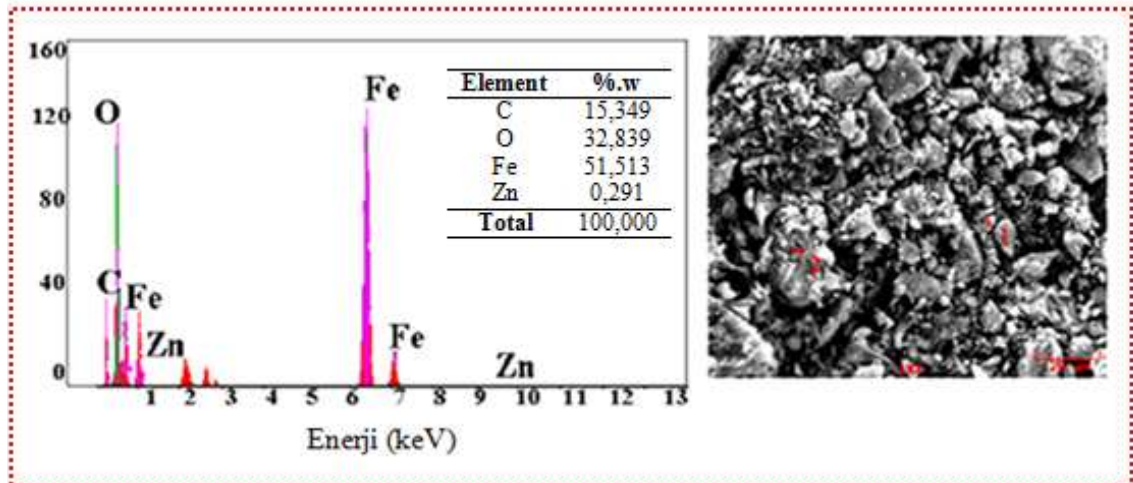 160
120
80
40
0
O
C
Fe
Zn
Fe
Fe
Zn
1 2 3 4 5 6 7 8 9 10 11 12 13
Enerji (keV)
Element %.w
C 15,349
O 32,839
Fe 51,513
Zn 0,291
Total 100,000